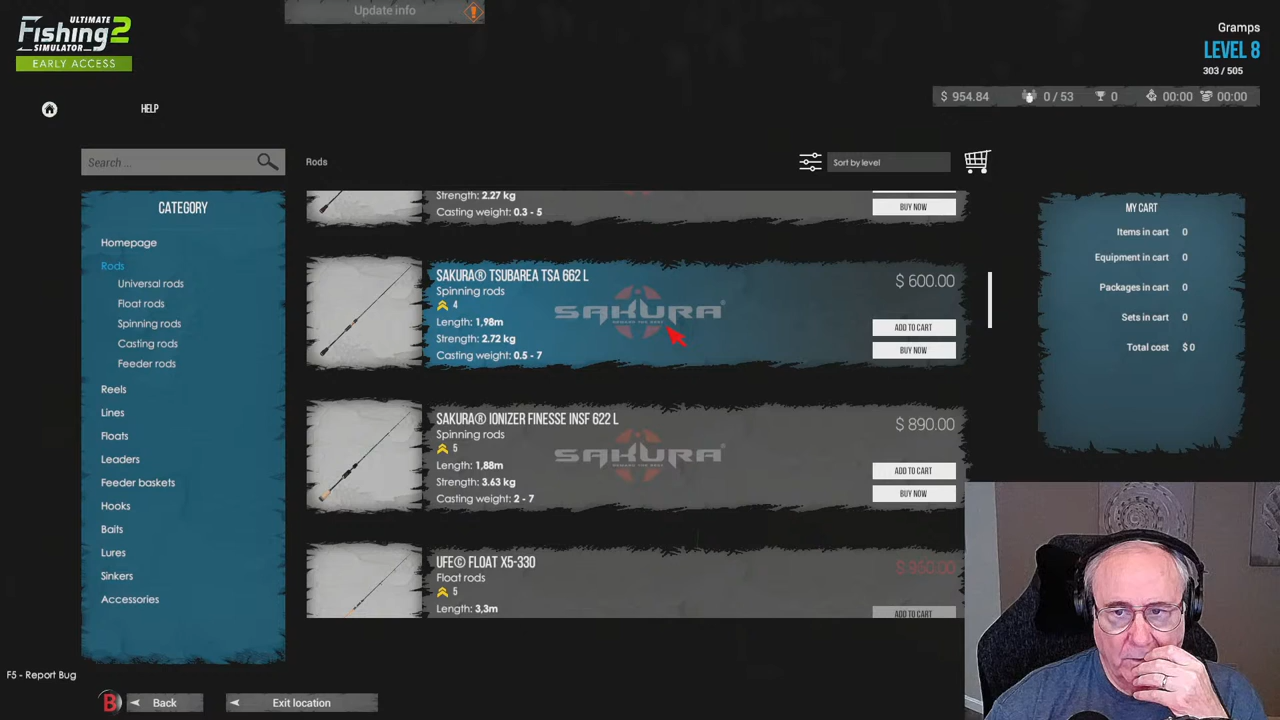 ULTIMATE
Fishing 2
SIMULATOR
EARLY ACCESS
Update info
Gramps
LEVEL 8
303 / 505
$ 954.84
0 / 53
0
00:00
00:00
HELP
Search ...
Rods
Sort by level
CATEGORY
Homepage
Rods
Universal rods
Float rods
Spinning rods
Casting rods
Feeder rods
Reels
Lines
Floats
Leaders
Feeder baskets
Hooks
Baits
Lures
Sinkers
Accessories
Strength: 2.27 kg
Casting weight: 0.3 - 5
BUY NOW
SAKURA® TSUBAREA TSA 662 L
Spinning rods
4
Length: 1,98m
Strength: 2.72 kg
Casting weight: 0.5 - 7
SAKURA®
$ 600.00
ADD TO CART
BUY NOW
SAKURA® IONIZER FINESSE INSF 622 L
Spinning rods
5
Length: 1,88m
Strength: 3.63 kg
Casting weight: 2 - 7
SAKURA®
$ 890.00
ADD TO CART
BUY NOW
UFE© FLOAT X5-330
Float rods
5
Length: 3,3m
$ 950.00
ADD TO CART
MY CART
Items in cart 0
Equipment in cart 0
Packages in cart 0
Sets in cart 0
Total cost $ 0
F5 - Report Bug
B
Back
Exit location